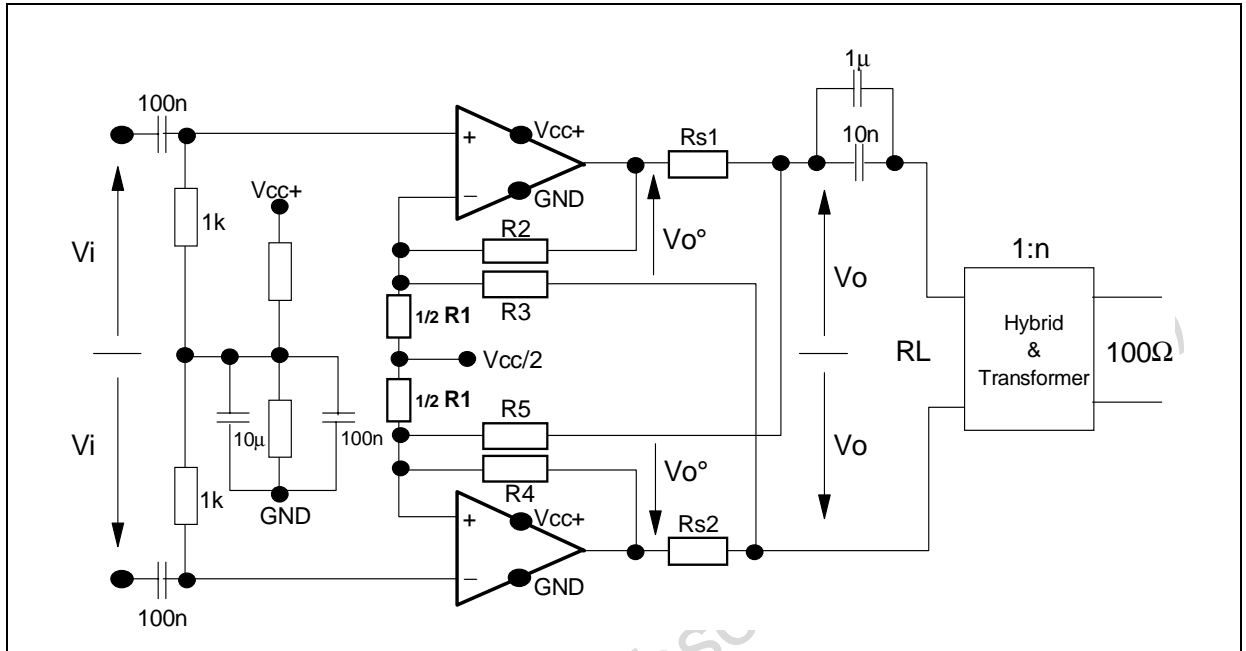 1µ
100n
10n
Vcc+
+
Rs1
GND
−
Vcc+
1k
Vi
R2
Vo°
Vo
1:n
R3
1/2 R1
Hybrid
&
Transformer
Vcc/2
RL
100Ω
1/2 R1
R5
10µ
100n
Vi
Vo°
Vo
R4
1k
GND
+
Vcc+
Rs2
GND
−
100n